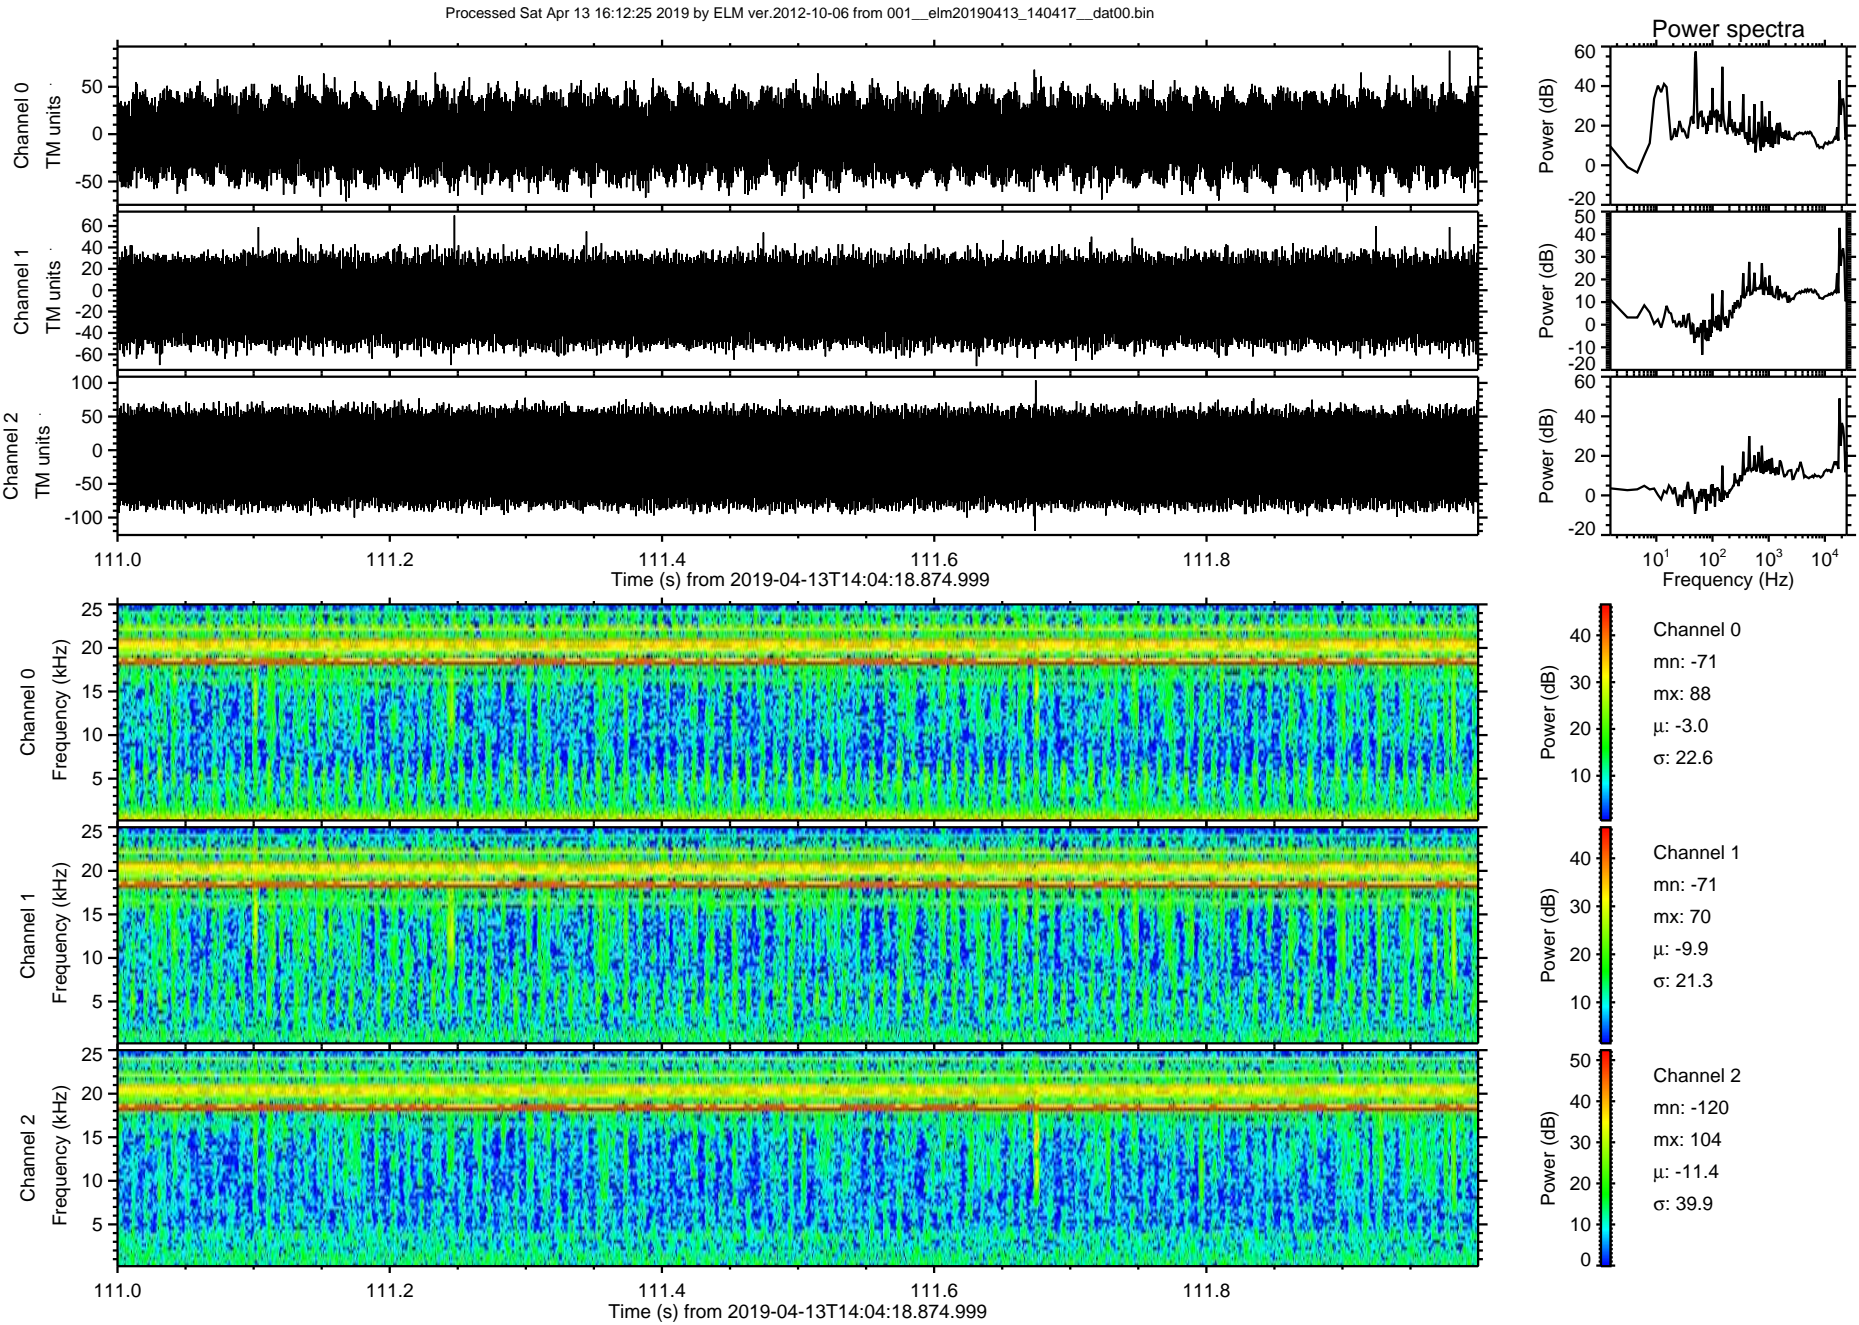 Processed Sat Apr 13 16:12:25 2019 by ELM ver.2012-10-06 from 001__elm20190413_140417__dat00.bin
Power spectra
Channel 0
TM units
50
0
-50
Power (dB)
60
40
20
0
-20
Channel 1
TM units
60
40
20
0
-20
-40
-60
Power (dB)
50
40
30
20
10
0
-10
-20
Channel 2
TM units
100
50
0
-50
-100
Power (dB)
60
40
20
0
-20
111.0 111.2 111.4 111.6 111.8
Time (s) from 2019-04-13T14:04:18.874.999
10¹ 10² 10³ 10⁴
Frequency (Hz)
Channel 0
Frequency (kHz)
25
20
15
10
5
Power (dB)
40
30
20
10
Channel 0
mn: -71
mx: 88
μ: -3.0
σ: 22.6
Channel 1
Frequency (kHz)
25
20
15
10
5
Power (dB)
40
30
20
10
Channel 1
mn: -71
mx: 70
μ: -9.9
σ: 21.3
Channel 2
Frequency (kHz)
25
20
15
10
5
Power (dB)
50
40
30
20
10
0
Channel 2
mn: -120
mx: 104
μ: -11.4
σ: 39.9
111.0 111.2 111.4 111.6 111.8
Time (s) from 2019-04-13T14:04:18.874.999